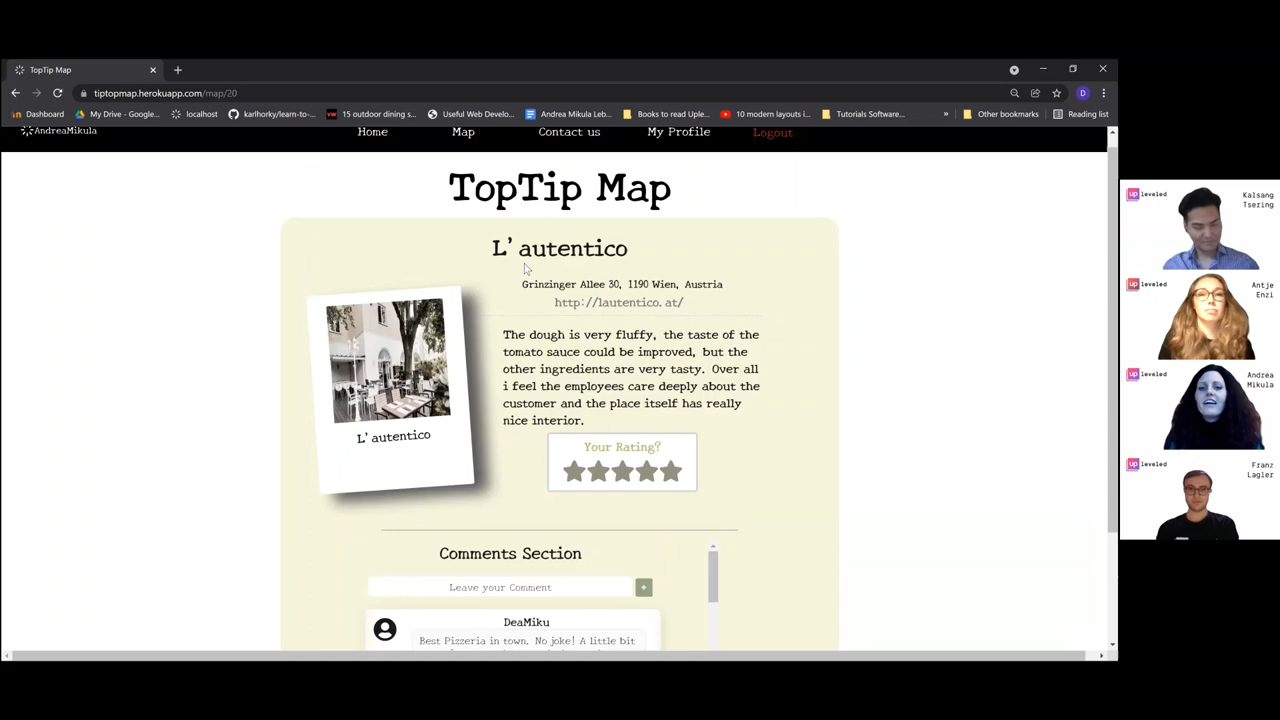 TopTip Map
tiptopmap.herokuapp.com/map/20
D
Dashboard
My Drive - Google...
localhost
karlhorky/learn-to-...
15 outdoor dining s...
Useful Web Develo...
Andrea Mikula Leb...
Books to read Uple...
10 modern layouts i...
Tutorials Software...
»
Other bookmarks
Reading list
AndreaMikula
Home
Map
Contact us
My Profile
Logout
TopTip Map
L'autentico
Grinzinger Allee 30, 1190 Wien, Austria
http://lautentico.at/
The dough is very fluffy, the taste of the
tomato sauce could be improved, but the
other ingredients are very tasty. Over all
i feel the employees care deeply about the
customer and the place itself has really
nice interior.
L'autentico
Your Rating?
Comments Section
Leave your Comment
+
DeaMiku
Best Pizzeria in town. No joke! A little bit
up leveled
Kalsang
Tsering
up leveled
Antje
Enzi
up leveled
Andrea
Mikula
up leveled
Franz
Lagler